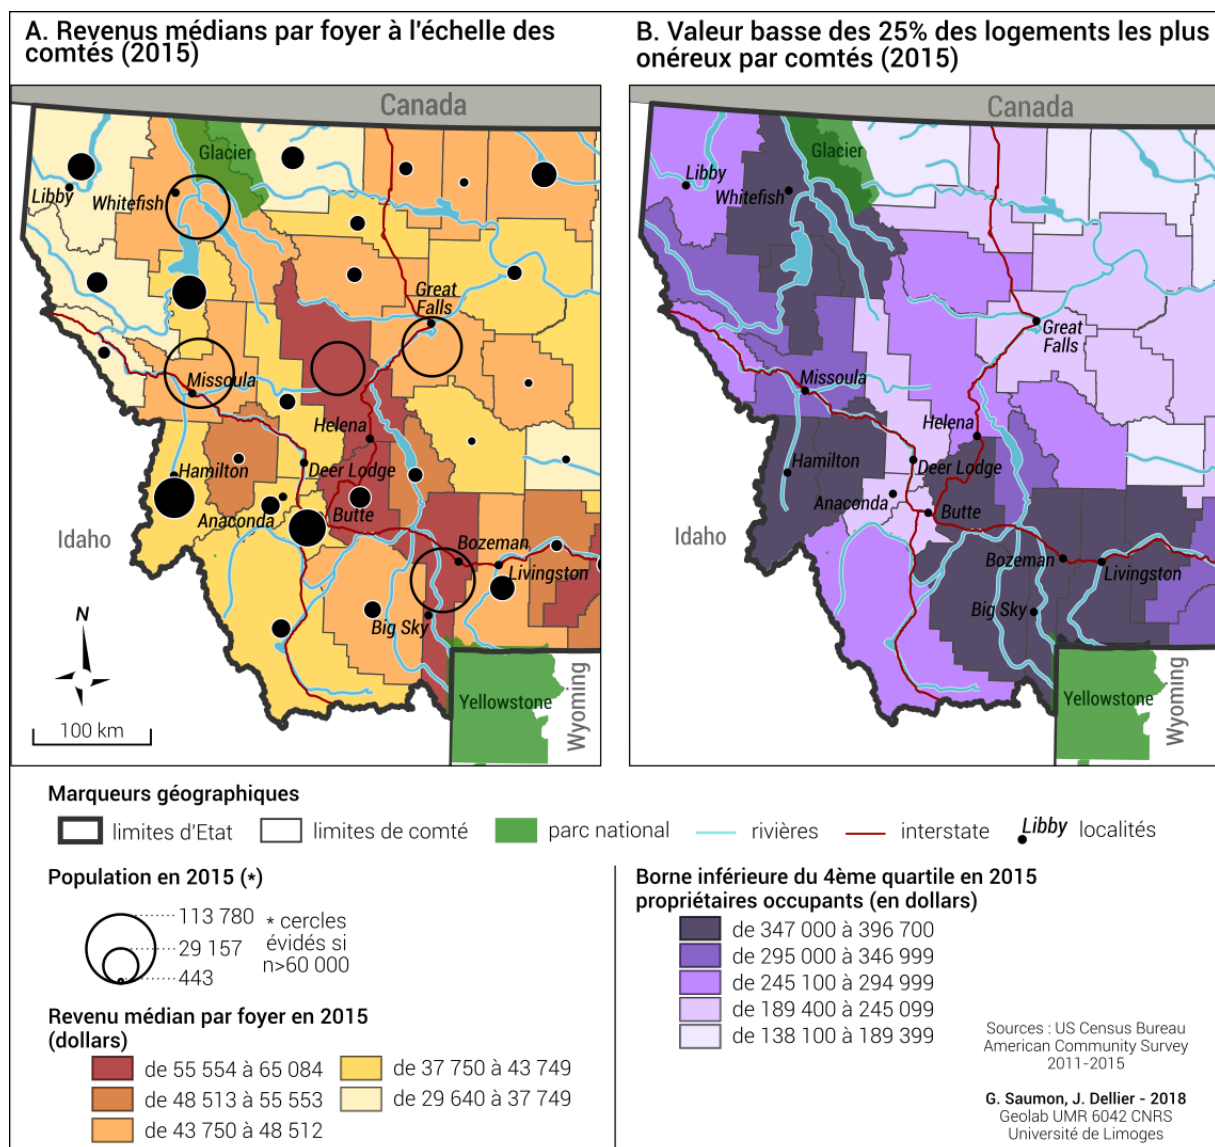 A. Revenus médians par foyer à l'échelle des
comtés (2015)
Canada
Glacier
Libby
Whitefish
Great
Falls
Missoula
Helena
Hamilton
Deer Lodge
Anaconda
Butte
Idaho
Bozeman
Livingston
Big Sky
N
Yellowstone
Wyoming
100 km
B. Valeur basse des 25% des logements les plus
onéreux par comtés (2015)
Canada
Glacier
Libby
Whitefish
Great
Falls
Missoula
Helena
Hamilton
Deer Lodge
Anaconda
Butte
Idaho
Bozeman
Livingston
Big Sky
Yellowstone
Wyoming
Marqueurs géographiques
limites d'Etat
limites de comté
parc national
rivières
interstate
Libby
localités
Population en 2015 (*)
113 780
29 157
443
* cercles
évidés si
n>60 000
Revenu médian par foyer en 2015
(dollars)
de 55 554 à 65 084
de 48 513 à 55 553
de 43 750 à 48 512
de 37 750 à 43 749
de 29 640 à 37 749
Borne inférieure du 4ème quartile en 2015
propriétaires occupants (en dollars)
de 347 000 à 396 700
de 295 000 à 346 999
de 245 100 à 294 999
de 189 400 à 245 099
de 138 100 à 189 399
Sources : US Census Bureau
American Community Survey
2011-2015
G. Saumon, J. Dellier - 2018
Geolab UMR 6042 CNRS
Université de Limoges